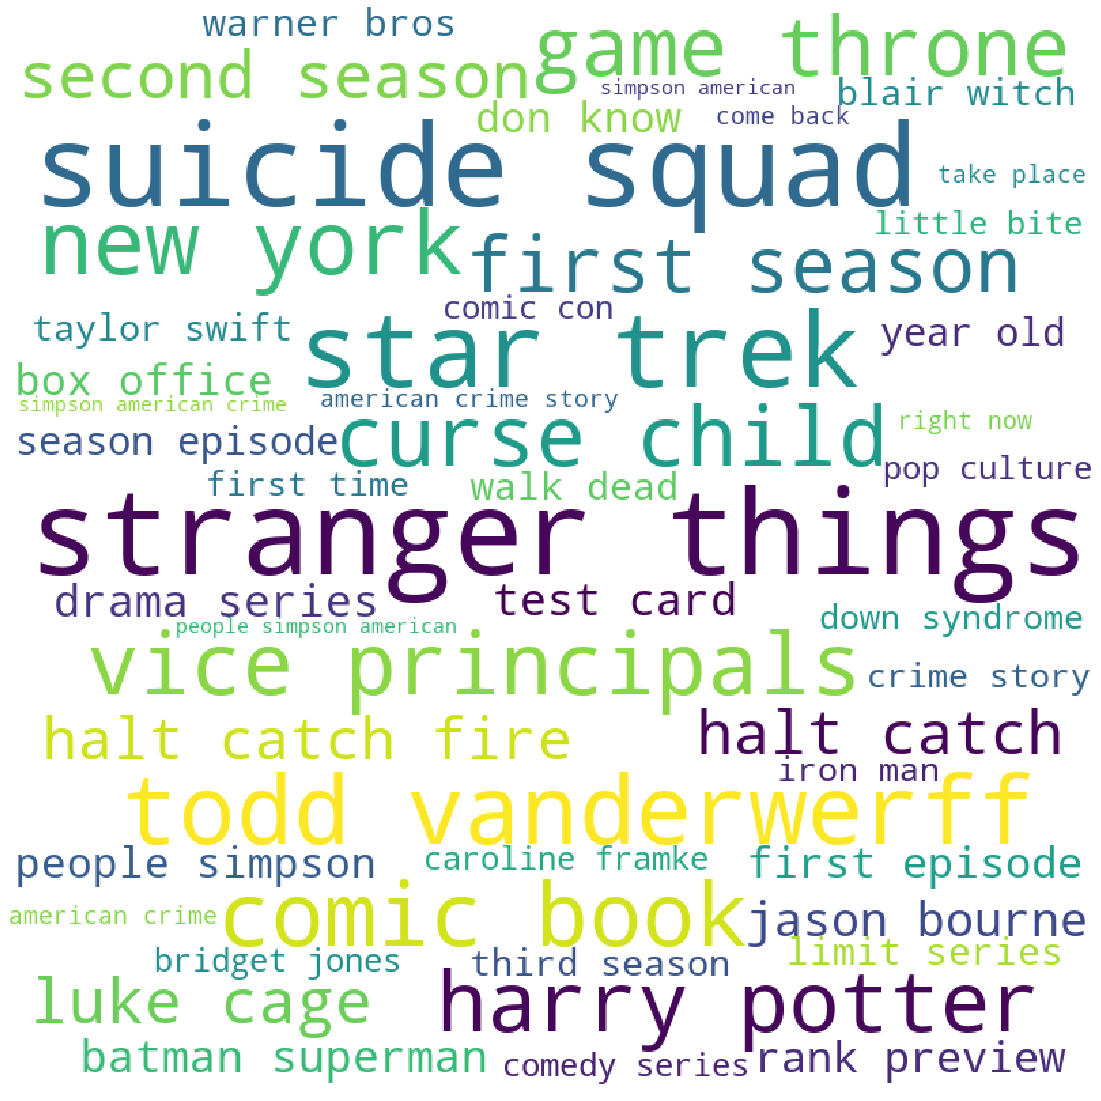 warner bros
game throne
second season
simpson american
blair witch
don know
come back
suicide squad
take place
new york
little bite
first season
comic con
taylor swift
star trek
year old
box office
simpson american crime
american crime story
curse child
right now
season episode
pop culture
first time
walk dead
stranger things
drama series
test card
down syndrome
people simpson american
vice principals
crime story
halt catch fire
halt catch
iron man
todd vanderwerff
people simpson
caroline framke
first episode
american crime
comic book
jason bourne
limit series
bridget jones
third season
luke cage
harry potter
batman superman
comedy series
rank preview